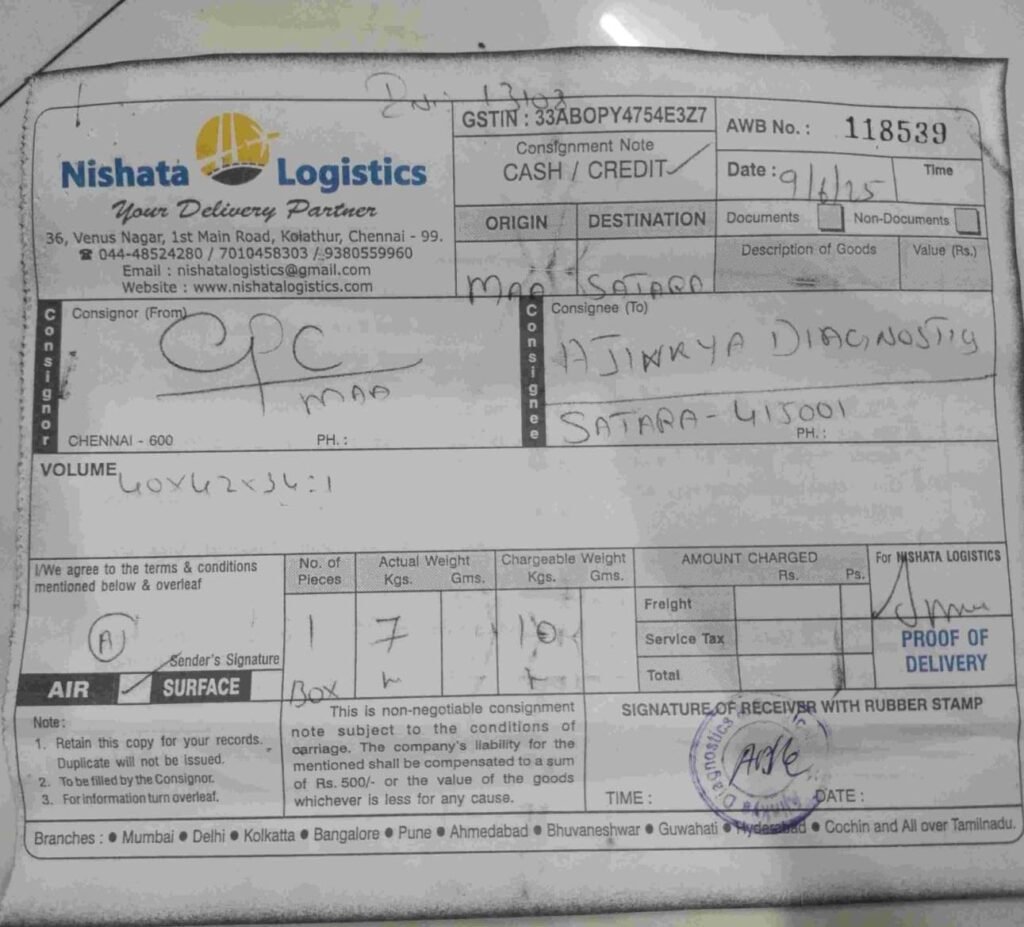 13103
Nishata Logistics
Your Delivery Partner
36, Venus Nagar, 1st Main Road, Kolathur, Chennai - 99.
☎ 044-48524280 / 7010458303 / 9380559960
Email : nishatalogistics@gmail.com
Website : www.nishatalogistics.com
GSTIN : 33ABOPY4754E3Z7
Consignment Note
CASH / CREDIT ✓
ORIGIN DESTINATION
MAA SATARA
AWB No. : 118539
Date : 9/6/25 Time
Documents Non-Documents
Description of Goods Value (Rs.)
Consignor
Consignor (From)
CPC
MAA
CHENNAI - 600 PH. :
Consignee
Consignee (To)
AJINKYA DIAGNOSTIC
SATARA - 415001
PH. :
VOLUME 40x42x34:1
I/We agree to the terms & conditions
mentioned below & overleaf
A
Sender's Signature
AIR ✓ SURFACE
No. of Pieces
1
BOX
Actual Weight
Kgs. Gms.
7
Chargeable Weight
Kgs. Gms.
10
AMOUNT CHARGED
Rs. Ps.
Freight
Service Tax
Total
For NISHATA LOGISTICS
PROOF OF
DELIVERY
Note :
1. Retain this copy for your records.
Duplicate will not be issued.
2. To be filled by the Consignor.
3. For information turn overleaf.
This is non-negotiable consignment
note subject to the conditions of
carriage. The company's liability for the
mentioned shall be compensated to a sum
of Rs. 500/- or the value of the goods
whichever is less for any cause.
SIGNATURE OF RECEIVER WITH RUBBER STAMP
Ajinkya Diagnostics
TIME : DATE :
Branches : • Mumbai • Delhi • Kolkatta • Bangalore • Pune • Ahmedabad • Bhuvaneshwar • Guwahati • Hyderabad • Cochin and All over Tamilnadu.